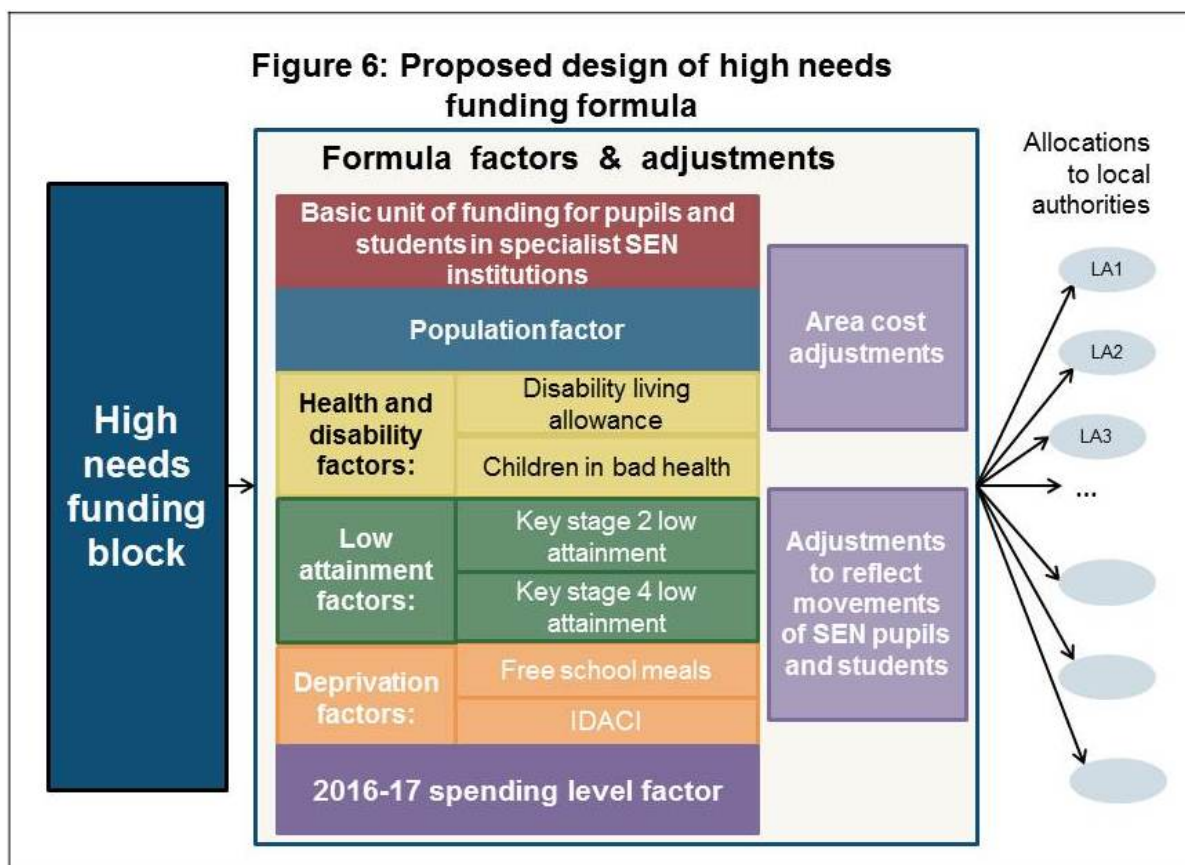 Figure 6: Proposed design of high needs
funding formula
High
needs
funding
block
Formula factors & adjustments
Basic unit of funding for pupils and
students in specialist SEN
institutions
Population factor
Health and
disability
factors:
Disability living
allowance
Children in bad health
Low
attainment
factors:
Key stage 2 low
attainment
Key stage 4 low
attainment
Deprivation
factors:
Free school meals
IDACI
2016-17 spending level factor
Area cost
adjustments
Adjustments
to reflect
movements
of SEN pupils
and students
Allocations
to local
authorities
LA1
LA2
LA3
...